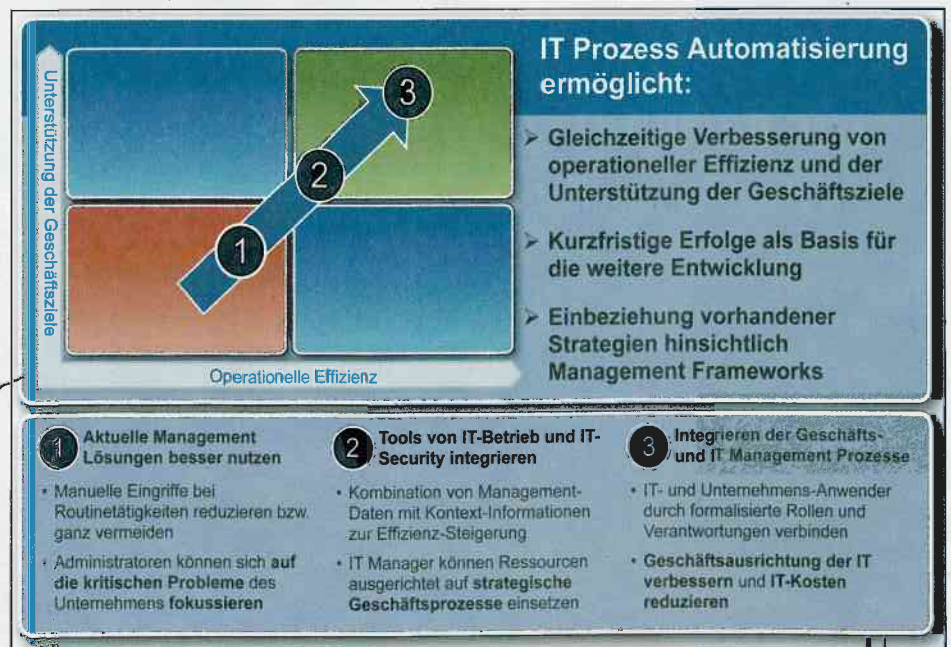 Unterstützung der Geschäftsziele
1
2
3
Operationelle Effizienz
IT Prozess Automatisierung
ermöglicht:
➢ Gleichzeitige Verbesserung von
operationeller Effizienz und der
Unterstützung der Geschäftsziele
➢ Kurzfristige Erfolge als Basis für
die weitere Entwicklung
➢ Einbeziehung vorhandener
Strategien hinsichtlich
Management Frameworks
1 Aktuelle Management
Lösungen besser nutzen
• Manuelle Eingriffe bei
Routinetätigkeiten reduzieren bzw.
ganz vermeiden
• Administratoren können sich auf
die kritischen Probleme des
Unternehmens fokussieren
2 Tools von IT-Betrieb und IT-
Security integrieren
• Kombination von Management-
Daten mit Kontext-Informationen
zur Effizienz-Steigerung
• IT Manager können Ressourcen
ausgerichtet auf strategische
Geschäftsprozesse einsetzen
3 Integrieren der Geschäfts-
und IT Management Prozesse
• IT- und Unternehmens-Anwender
durch formalisierte Rollen und
Verantwortungen verbinden
• Geschäftsausrichtung der IT
verbessern und IT-Kosten
reduzieren